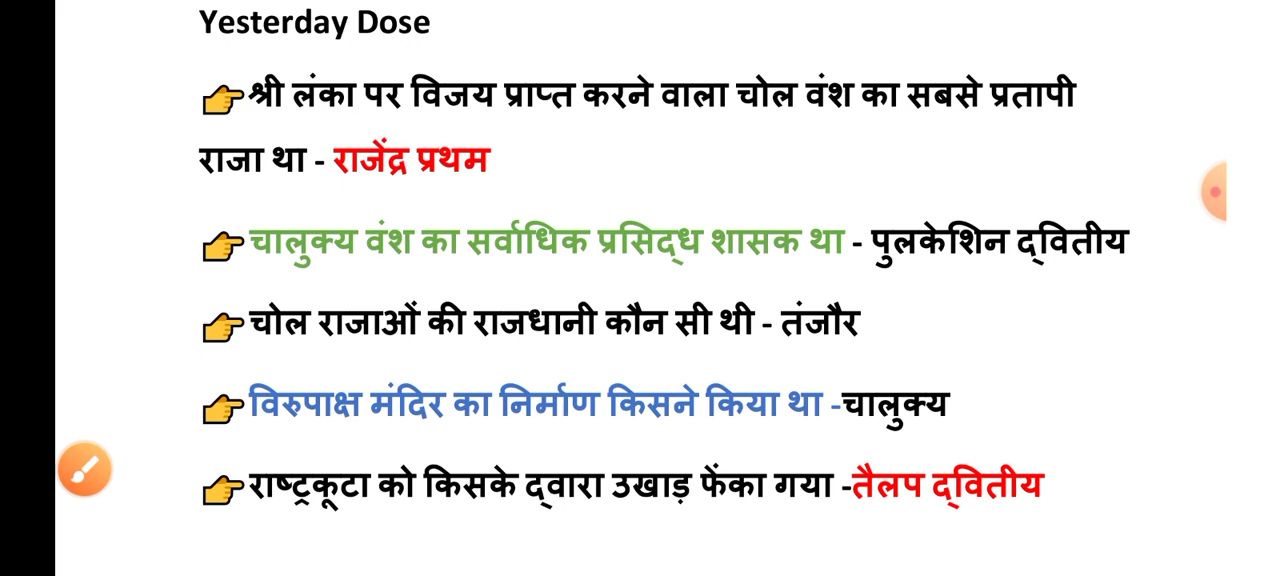 Yesterday Dose
👉श्री लंका पर विजय प्राप्त करने वाला चोल वंश का सबसे प्रतापी
राजा था - राजेंद्र प्रथम
👉चालुक्य वंश का सर्वाधिक प्रसिद्ध शासक था - पुलकेशिन द्वितीय
👉चोल राजाओं की राजधानी कौन सी थी - तंजौर
👉विरुपाक्ष मंदिर का निर्माण किसने किया था -चालुक्य
👉राष्ट्रकूटा को किसके द्वारा उखाड़ फेंका गया -तैलप द्वितीय